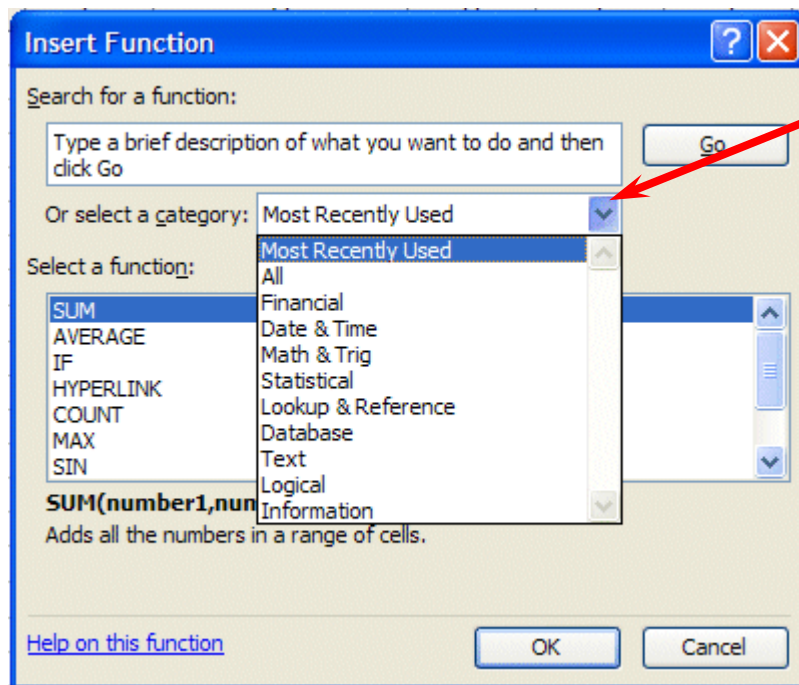 Insert Function
Search for a function:
Type a brief description of what you want to do and then
click Go
Go
Or select a category: Most Recently Used
Most Recently Used
All
Financial
Date & Time
Math & Trig
Statistical
Lookup & Reference
Database
Text
Logical
Information
Select a function:
SUM
AVERAGE
IF
HYPERLINK
COUNT
MAX
SIN
SUM(number1,num
Adds all the numbers in a range of cells.
Help on this function
OK
Cancel